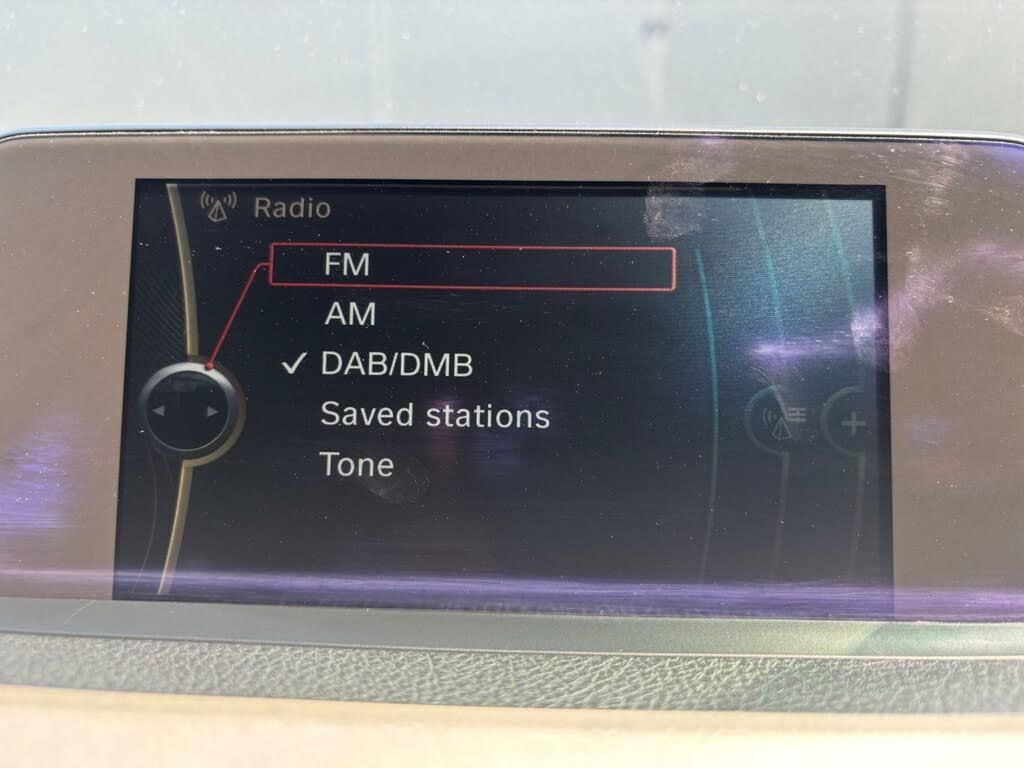 Radio
FM
AM
✓ DAB/DMB
Saved stations
Tone